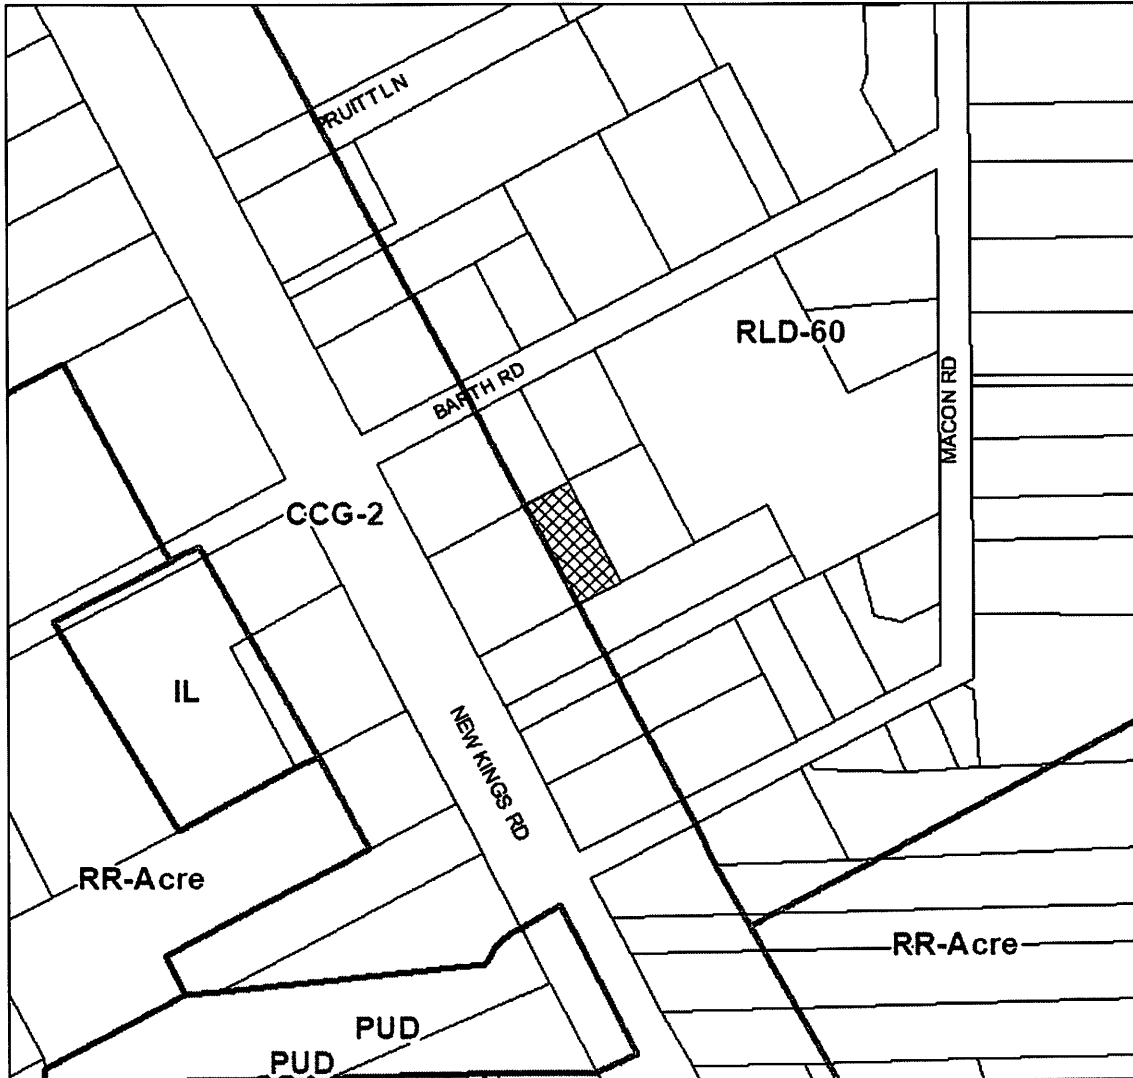 PRUITT LN
RLD-60
BARTH RD
MACON RD
CCG-2
IL
NEW KINGS RD
RR-Acre
RR-Acre
PUD
PUD